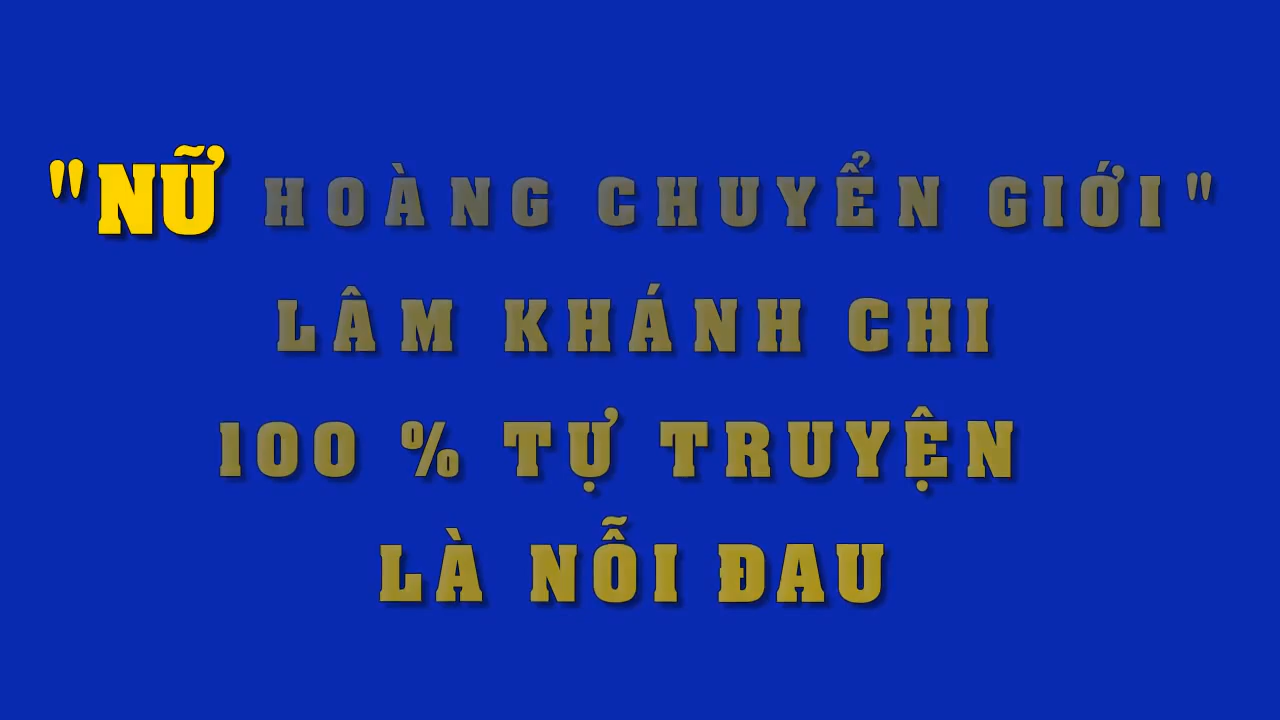 "NỮ HOÀNG CHUYỂN GIỚI"
LÂM KHÁNH CHI
100 % TỰ TRUYỆN
LÀ NỖI ĐAU